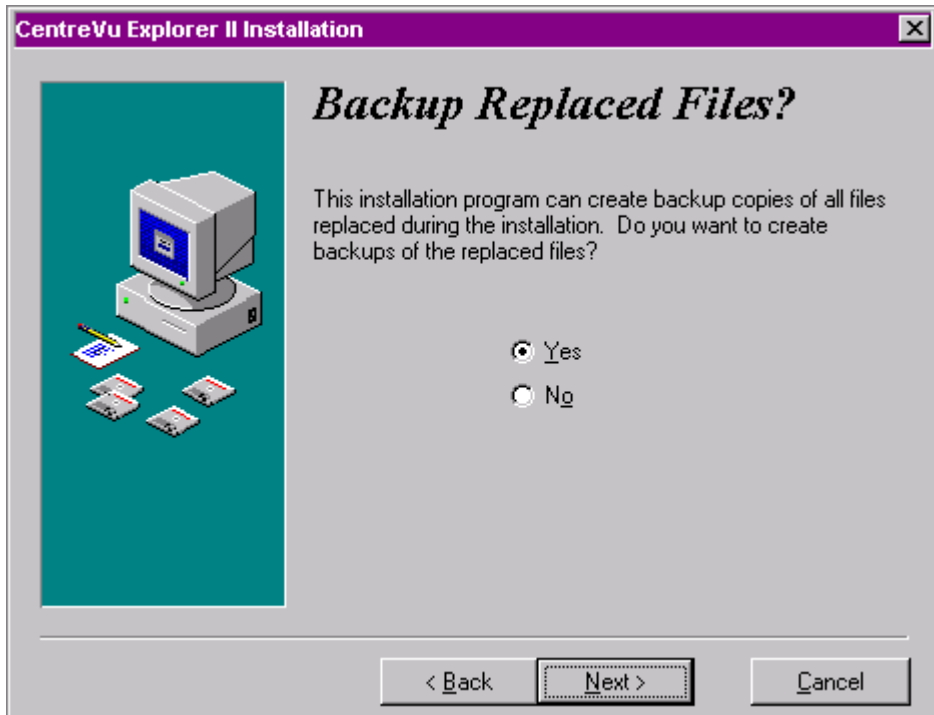 CentreVu Explorer II Installation
Backup Replaced Files?
This installation program can create backup copies of all files
replaced during the installation.  Do you want to create
backups of the replaced files?
Yes
No
< Back
Next >
Cancel